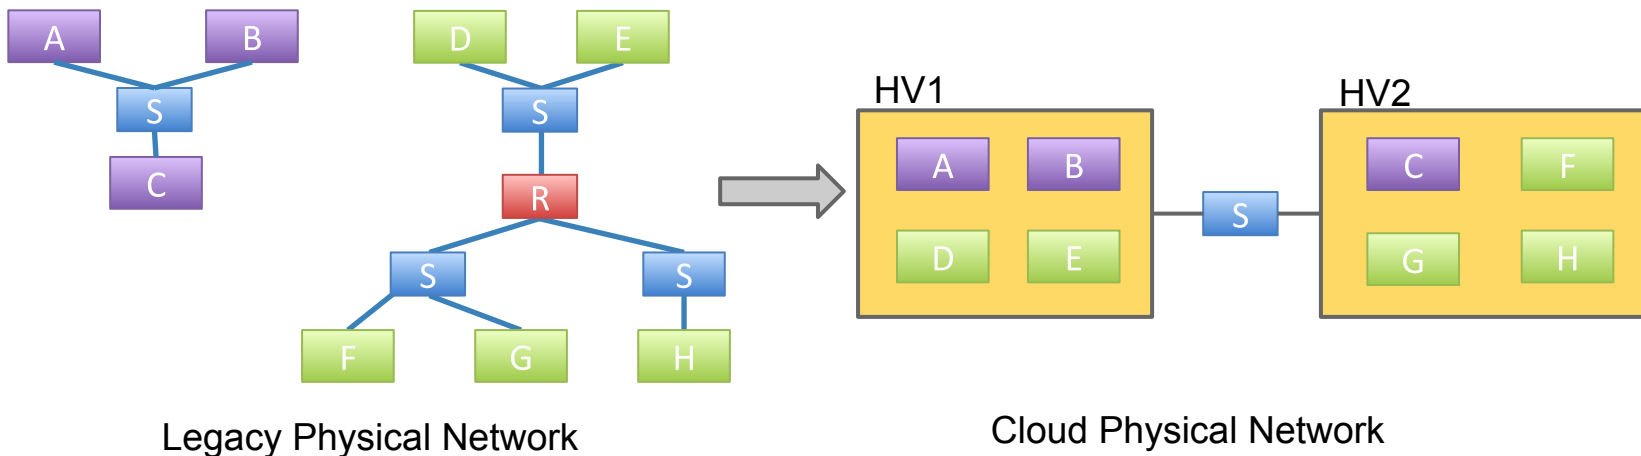 A
B
S
C
D
E
S
R
S
S
F
G
H
Legacy Physical Network
HV1
A
B
D
E
S
HV2
C
F
G
H
Cloud Physical Network